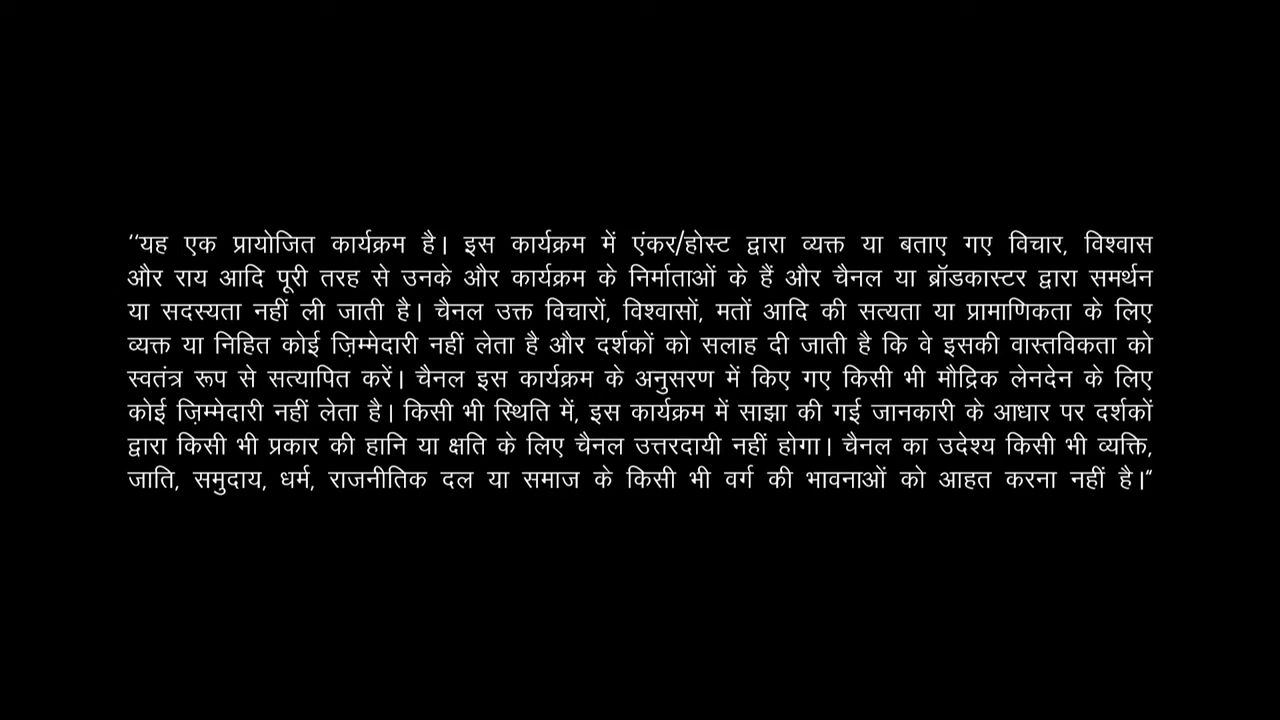 ‘‘यह एक प्रायोजित कार्यक्रम है। इस कार्यक्रम में एंकर/होस्ट द्वारा व्यक्त या बताए गए विचार, विश्वास
और राय आदि पूरी तरह से उनके और कार्यक्रम के निर्माताओं के हैं और चैनल या ब्रॉडकास्टर द्वारा समर्थन
या सदस्यता नहीं ली जाती है। चैनल उक्त विचारों, विश्वासों, मतों आदि की सत्यता या प्रामाणिकता के लिए
व्यक्त या निहित कोई ज़िम्मेदारी नहीं लेता है और दर्शकों को सलाह दी जाती है कि वे इसकी वास्तविकता को
स्वतंत्र रूप से सत्यापित करें। चैनल इस कार्यक्रम के अनुसरण में किए गए किसी भी मौद्रिक लेनदेन के लिए
कोई ज़िम्मेदारी नहीं लेता है। किसी भी स्थिति में, इस कार्यक्रम में साझा की गई जानकारी के आधार पर दर्शकों
द्वारा किसी भी प्रकार की हानि या क्षति के लिए चैनल उत्तरदायी नहीं होगा। चैनल का उदेश्य किसी भी व्यक्ति,
जाति, समुदाय, धर्म, राजनीतिक दल या समाज के किसी भी वर्ग की भावनाओं को आहत करना नहीं है।”